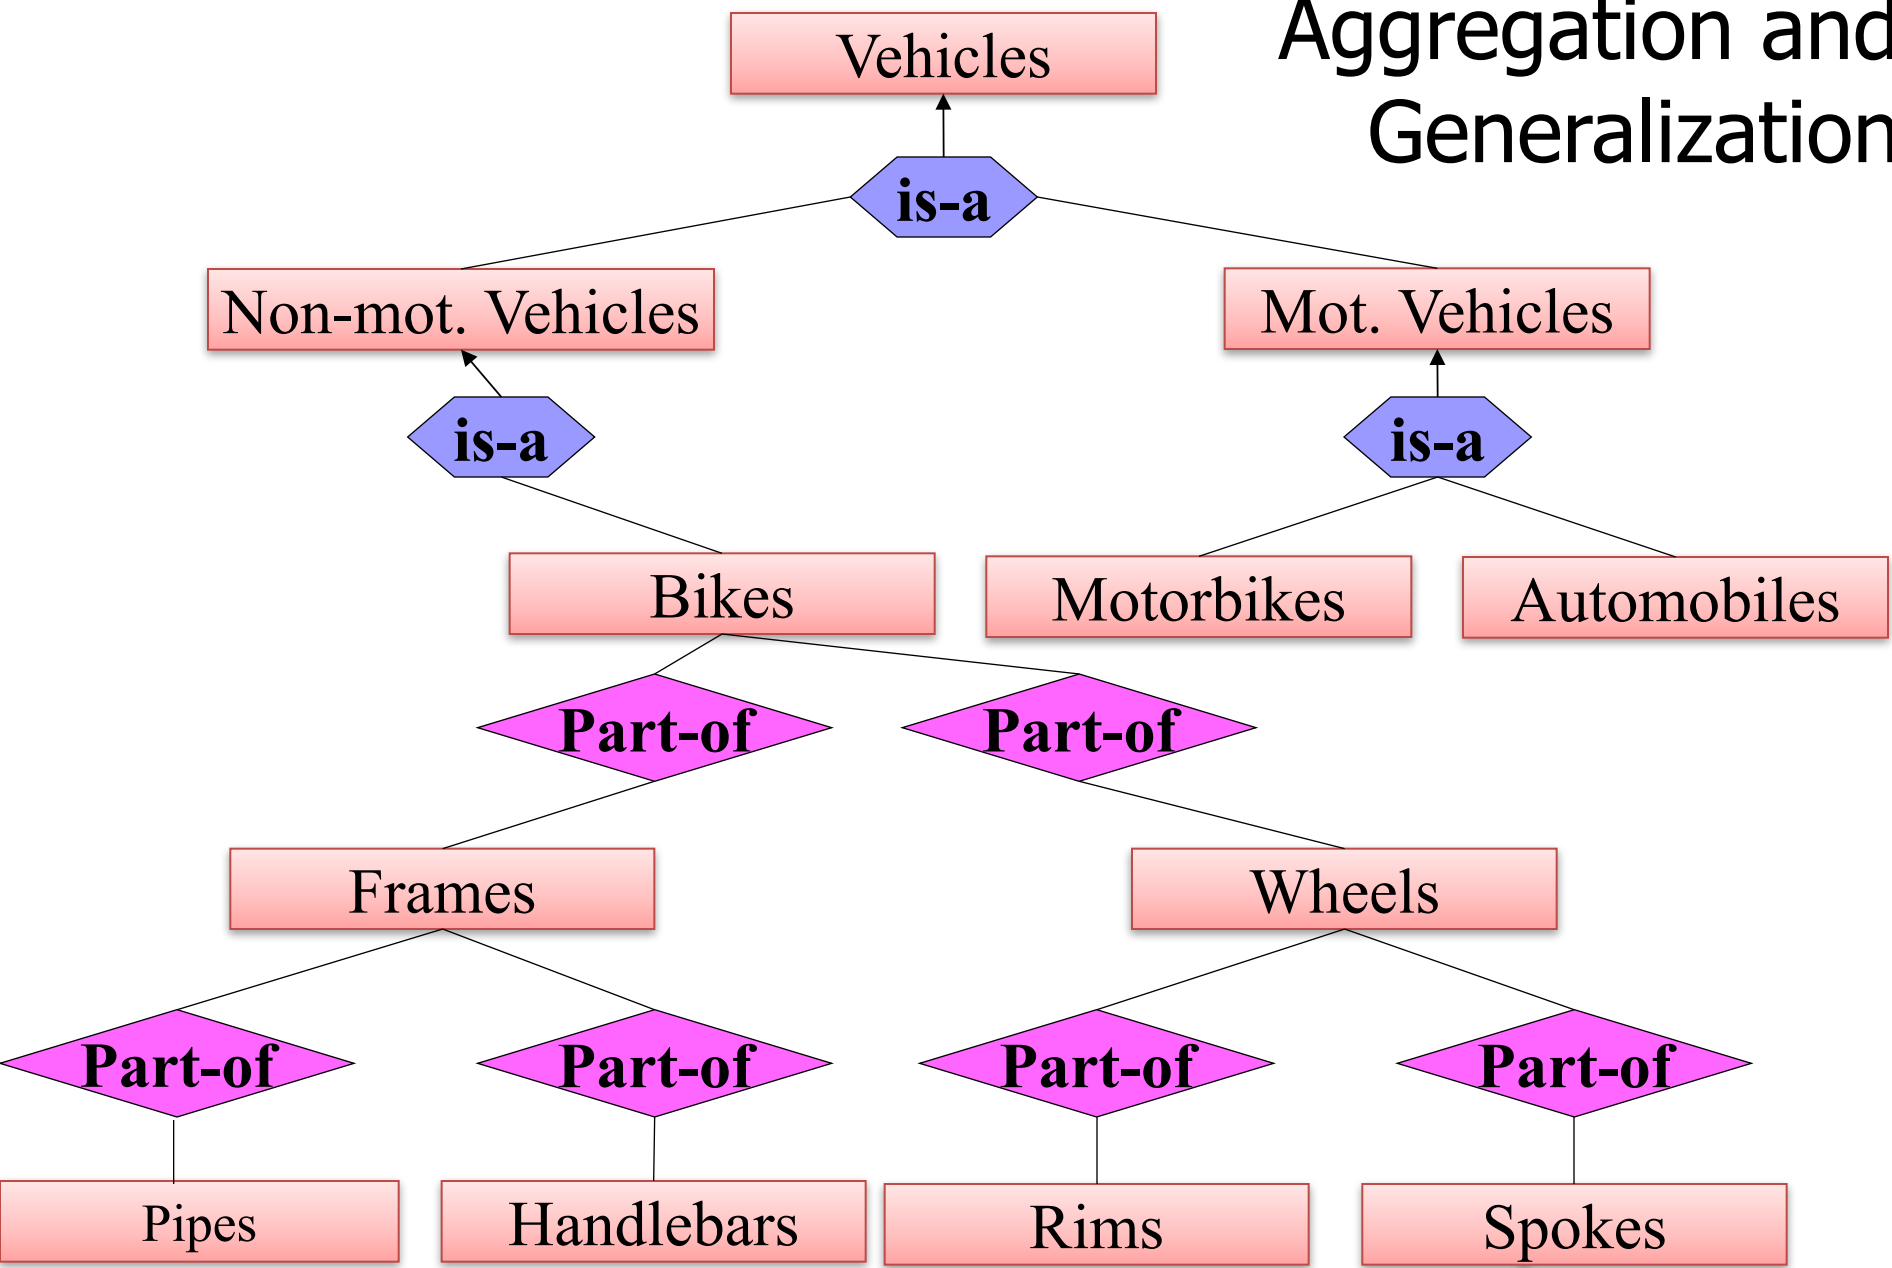 Aggregation and
Generalization
Vehicles
is-a
Non-mot. Vehicles
Mot. Vehicles
is-a
is-a
Bikes
Motorbikes
Automobiles
Part-of
Part-of
Frames
Wheels
Part-of
Part-of
Part-of
Part-of
Pipes
Handlebars
Rims
Spokes